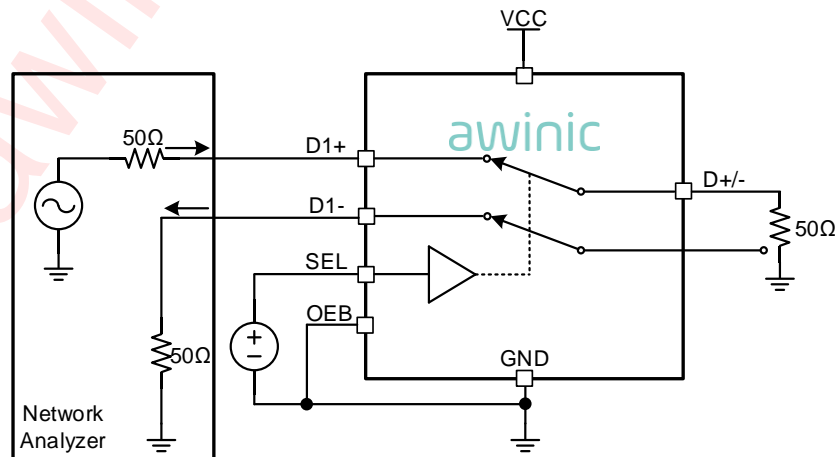 VCC
awinic
50Ω
D1+
D1-
D+/-
50Ω
SEL
OEB
+
−
50Ω
GND
Network
Analyzer